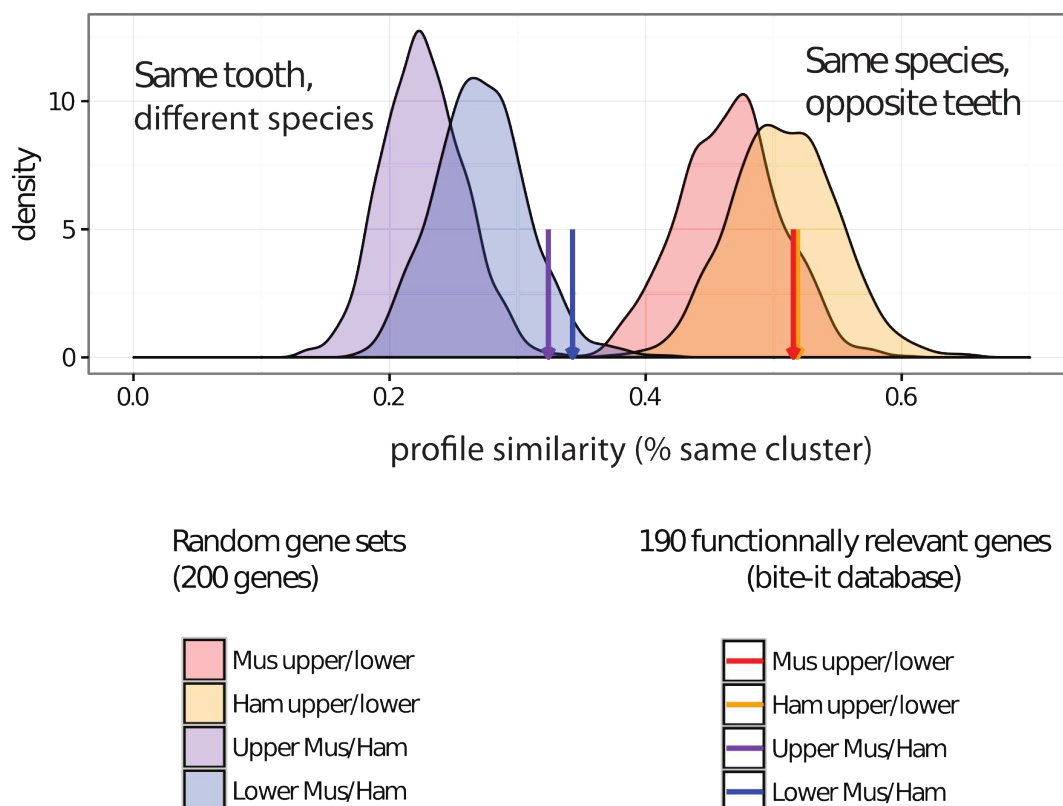 Same tooth,
different species
Same species,
opposite teeth
10
5
0
density
0.0 0.2 0.4 0.6
profile similarity (% same cluster)
Random gene sets
(200 genes)
Mus upper/lower
Ham upper/lower
Upper Mus/Ham
Lower Mus/Ham
190 functionnally relevant genes
(bite-it database)
Mus upper/lower
Ham upper/lower
Upper Mus/Ham
Lower Mus/Ham